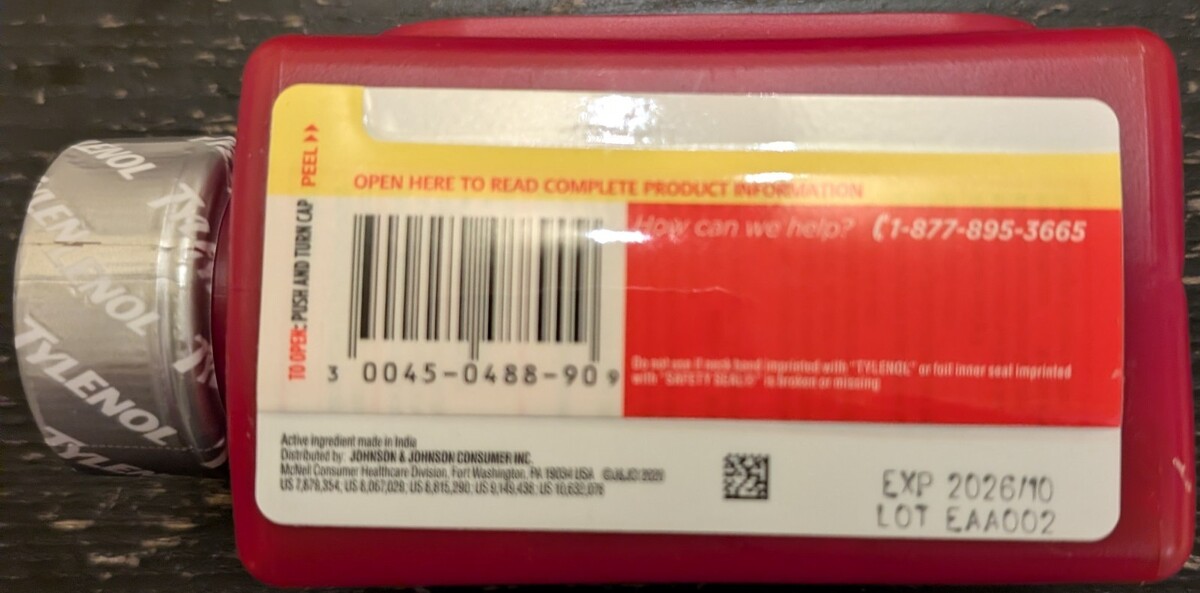 TYLENOL
TYLENOL
TYLENOL
PEEL
TO OPEN: PUSH AND TURN CAP
OPEN HERE TO READ COMPLETE PRODUCT INFORMATION
How can we help? 1-877-895-3665
3 0045-0488-90 9
Do not use if neck band imprinted with "TYLENOL" or foil inner seal imprinted
with "SAFETY SEAL®" is broken or missing
Active ingredient made in India
Distributed by: JOHNSON & JOHNSON CONSUMER INC.
McNeil Consumer Healthcare Division, Fort Washington, PA 19034 USA ©J&JCI 2020
US 7,879,354; US 8,067,028; US 8,815,290; US 9,149,438; US 10,632,076
EXP 2026/10
LOT EAA002